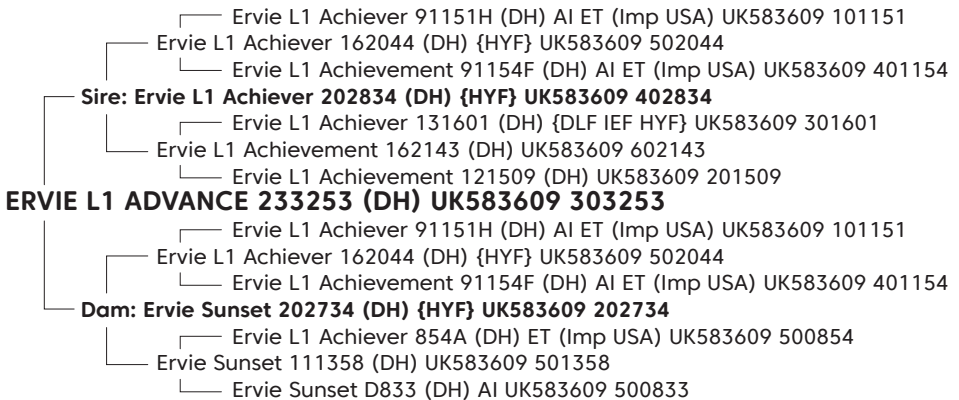 Ervie L1 Achiever 91151H (DH) AI ET (Imp USA) UK583609 101151
Ervie L1 Achiever 162044 (DH) {HYF} UK583609 502044
Ervie L1 Achievement 91154F (DH) AI ET (Imp USA) UK583609 401154
Sire: Ervie L1 Achiever 202834 (DH) {HYF} UK583609 402834
Ervie L1 Achiever 131601 (DH) {DLF IEF HYF} UK583609 301601
Ervie L1 Achievement 162143 (DH) UK583609 602143
Ervie L1 Achievement 121509 (DH) UK583609 201509
ERVIE L1 ADVANCE 233253 (DH) UK583609 303253
Ervie L1 Achiever 91151H (DH) AI ET (Imp USA) UK583609 101151
Ervie L1 Achiever 162044 (DH) {HYF} UK583609 502044
Ervie L1 Achievement 91154F (DH) AI ET (Imp USA) UK583609 401154
Dam: Ervie Sunset 202734 (DH) {HYF} UK583609 202734
Ervie L1 Achiever 854A (DH) ET (Imp USA) UK583609 500854
Ervie Sunset 111358 (DH) UK583609 501358
Ervie Sunset D833 (DH) AI UK583609 500833